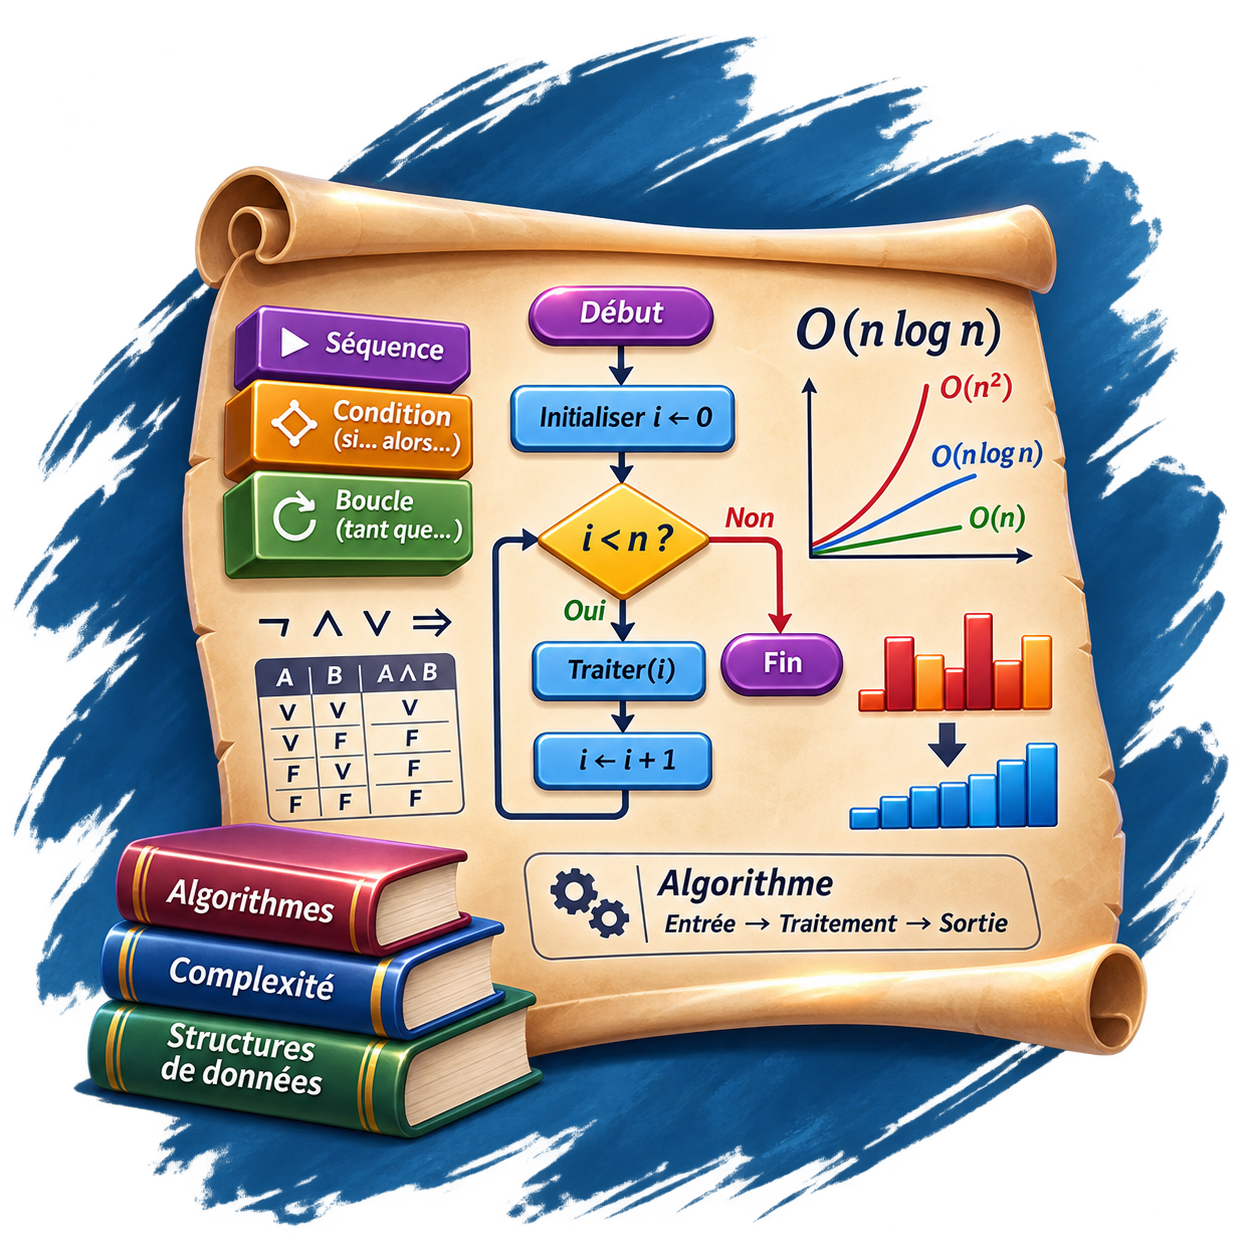 Séquence
Condition
(si... alors...)
Boucle
(tant que...)
¬ ∧ ∨ ⇒
A B A∧B
V V V
V F F
F V F
F F F
Début
Initialiser i ← 0
i < n ?
Non
Oui
Traiter(i)
Fin
i ← i + 1
O(n log n)
O(n²)
O(n log n)
O(n)
Algorithme
Entrée → Traitement → Sortie
Algorithmes
Complexité
Structures
de données